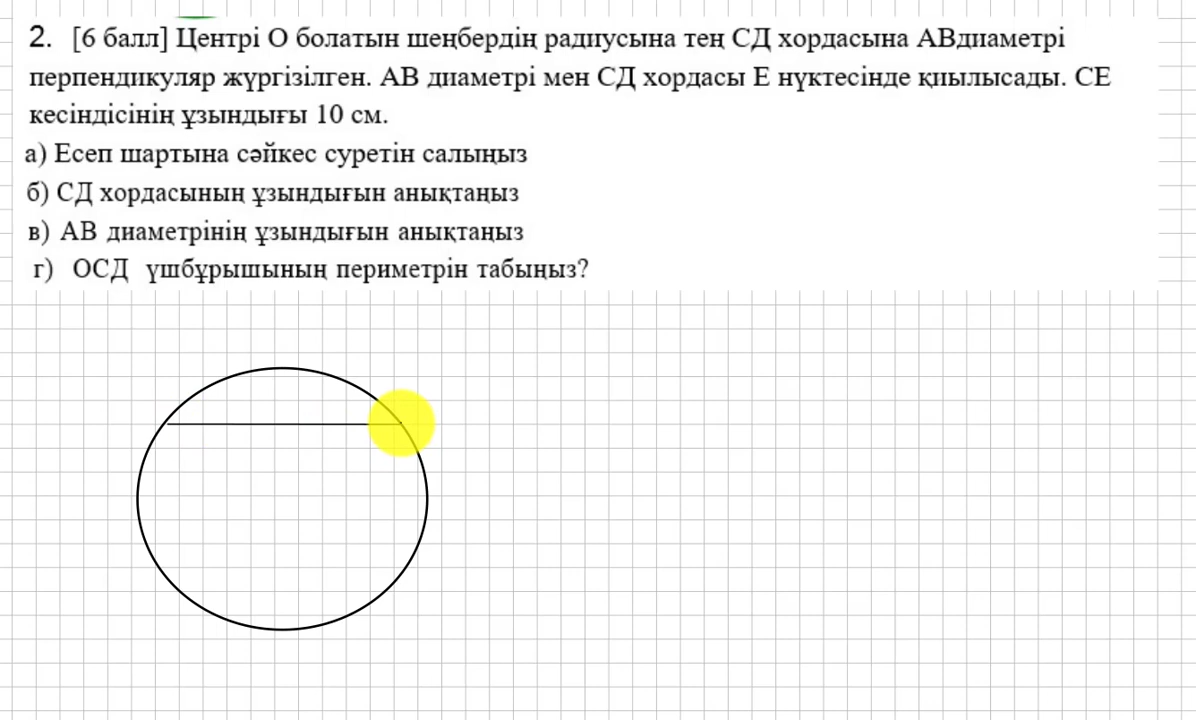 2. [6 балл] Центрі О болатын шеңбердің радиусына тең СД хордасына АВдиаметрі
перпендикуляр жүргізілген. АВ диаметрі мен СД хордасы Е нүктесінде қиылысады. СЕ
кесіндісінің ұзындығы 10 см.
а) Есеп шартына сәйкес суретін салыңыз
б) СД хордасының ұзындығын анықтаңыз
в) АВ диаметрінің ұзындығын анықтаңыз
г) ОСД үшбұрышының периметрін табыңыз?